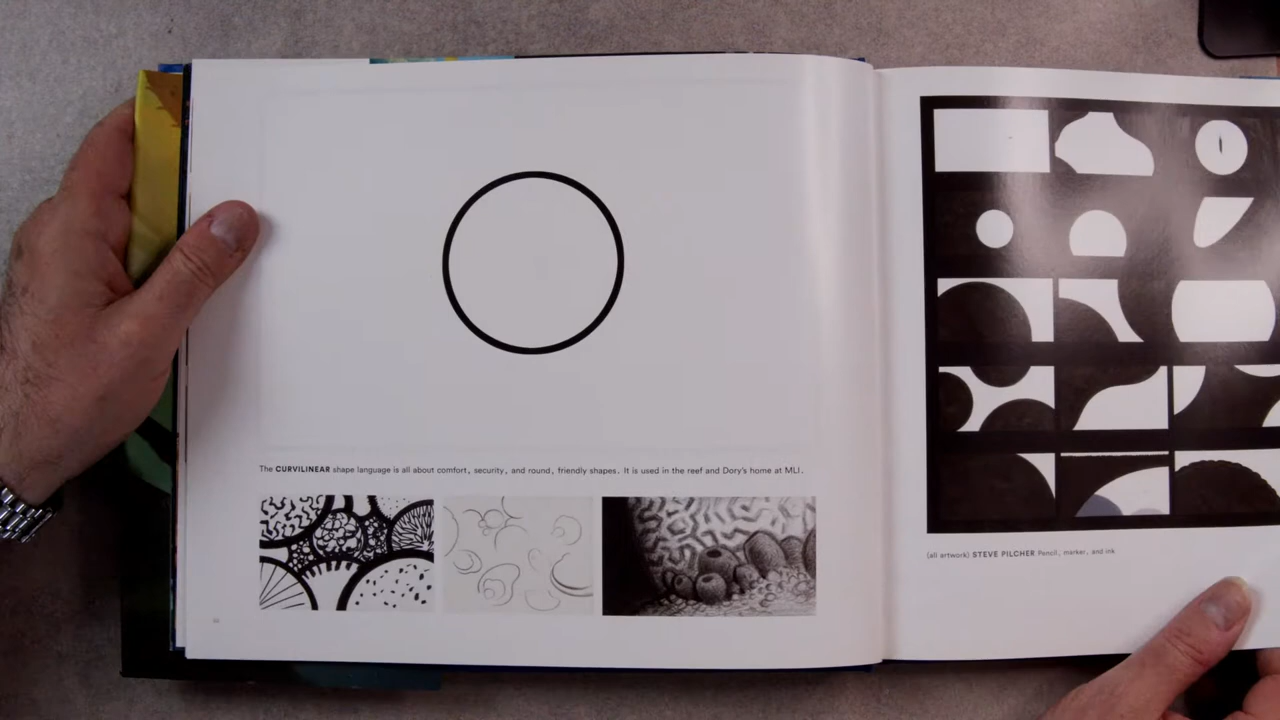 The CURVILINEAR shape language is all about comfort, security, and round, friendly shapes. It is used in the reef and Dory's home at MLI.
(all artwork) STEVE PILCHER Pencil, marker, and ink.